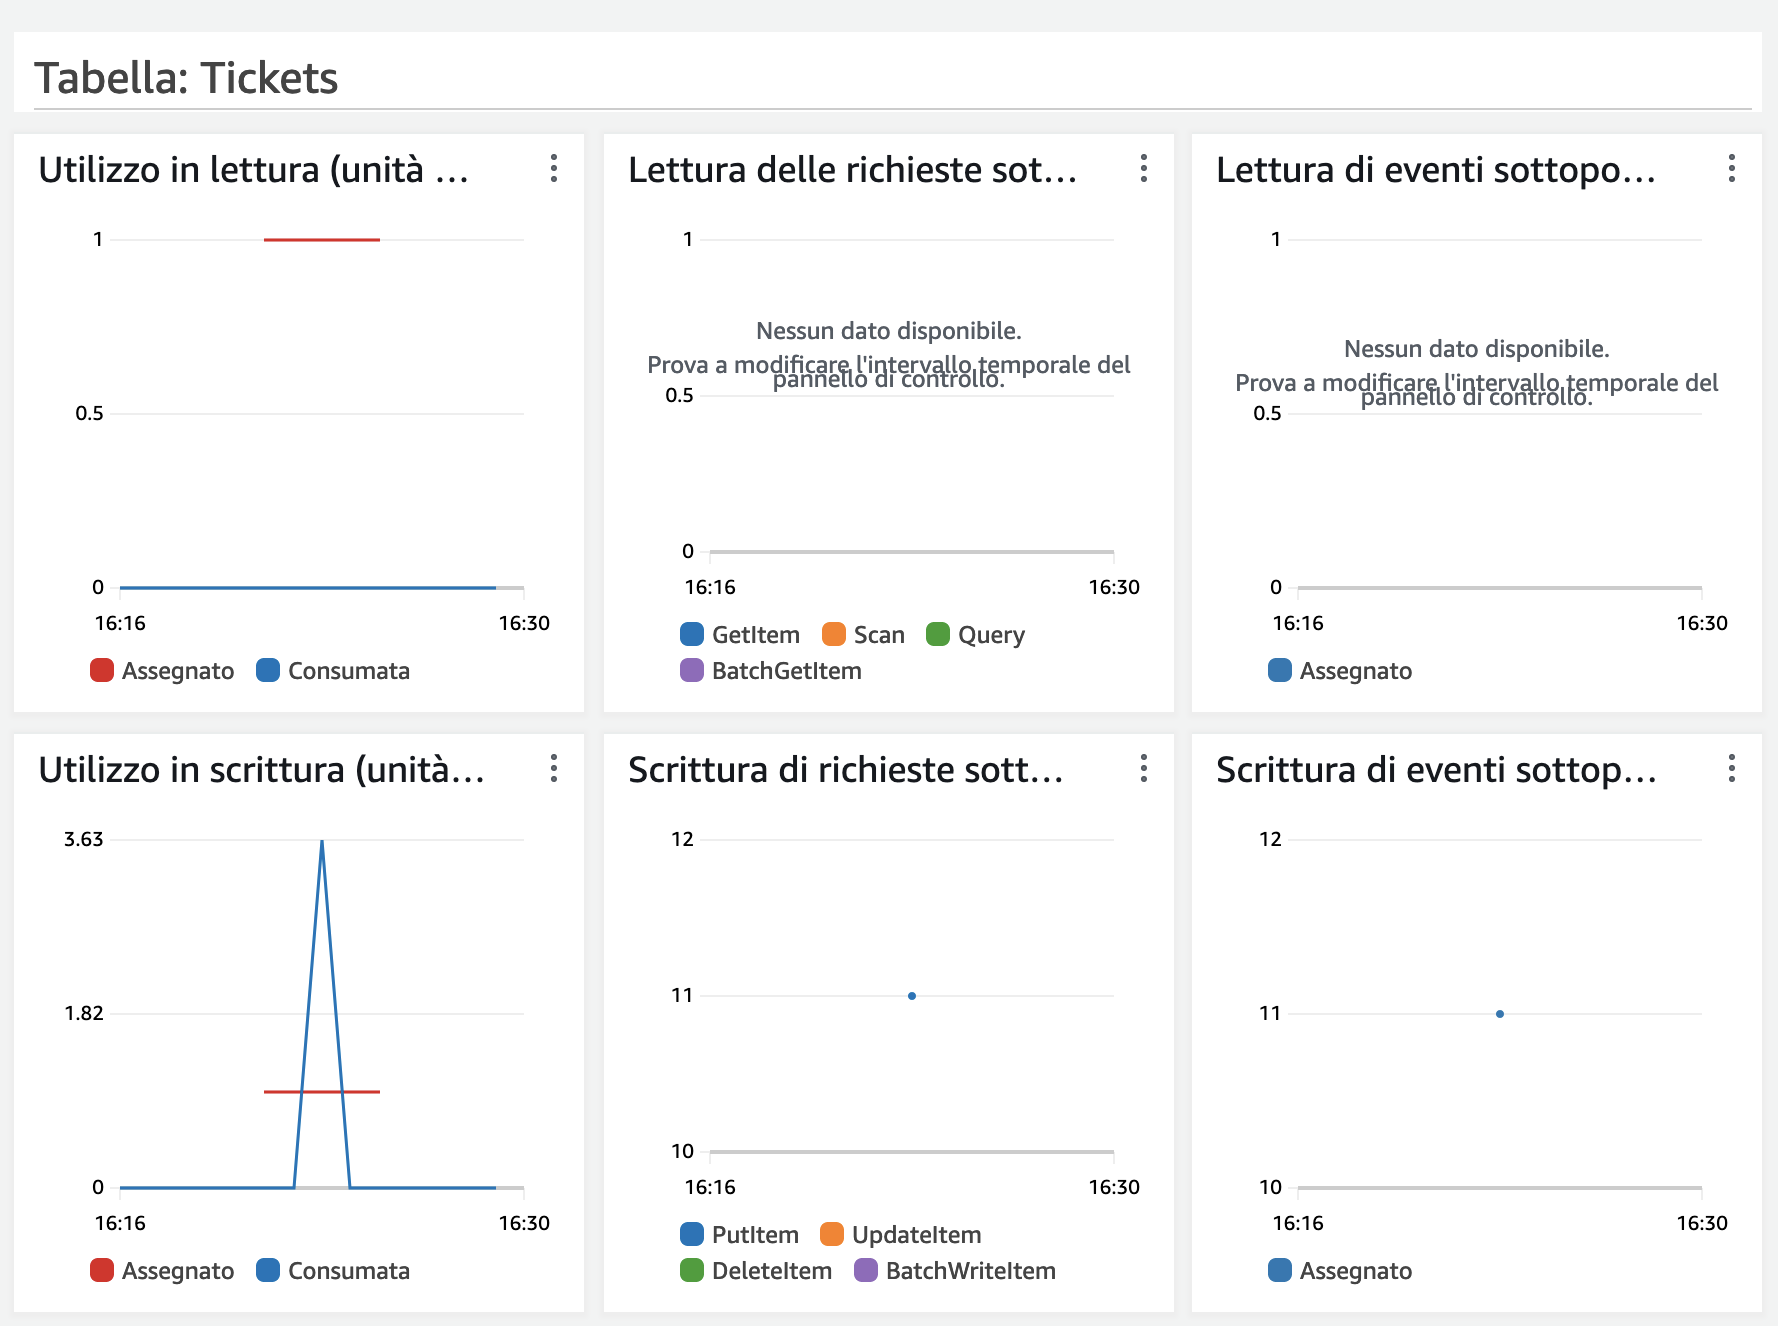 Tabella: Tickets
Utilizzo in lettura (unità ...
1
0.5
0
16:16
16:30
Assegnato
Consumata
Lettura delle richieste sot...
1
Nessun dato disponibile.
Prova a modificare l'intervallo temporale del
pannello di controllo.
0.5
0
16:16
16:30
GetItem
Scan
Query
BatchGetItem
Lettura di eventi sottopo...
1
Nessun dato disponibile.
Prova a modificare l'intervallo temporale del
pannello di controllo.
0.5
0
16:16
16:30
Assegnato
Utilizzo in scrittura (unità...
3.63
1.82
0
16:16
16:30
Assegnato
Consumata
Scrittura di richieste sott...
12
11
10
16:16
16:30
PutItem
UpdateItem
DeleteItem
BatchWriteItem
Scrittura di eventi sottop...
12
11
10
16:16
16:30
Assegnato